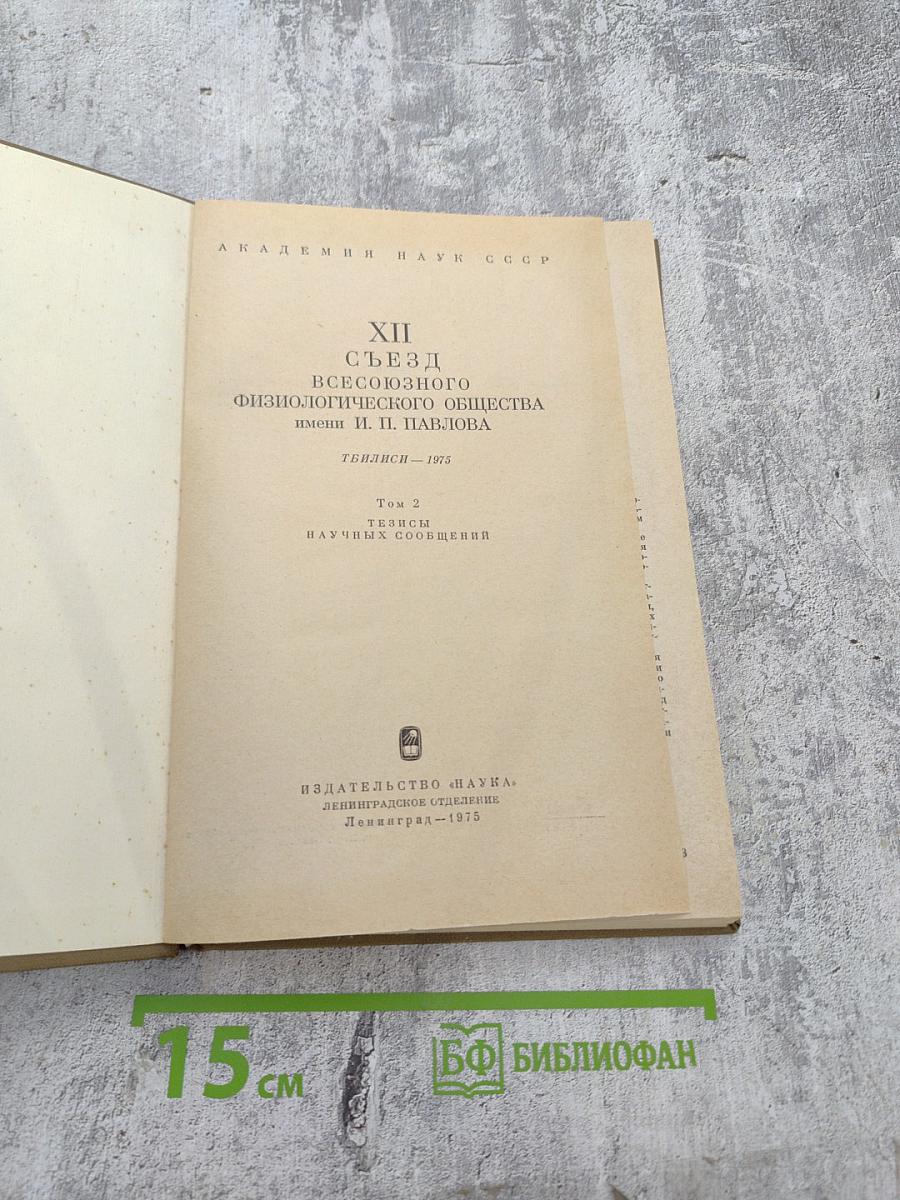 АКАДЕМИЯ НАУК СССР
XII
СЪЕЗД
ВСЕСОЮЗНОГО
ФИЗИОЛОГИЧЕСКОГО ОБЩЕСТВА
имени И. П. ПАВЛОВА
ТБИЛИСИ — 1975
Том 2
ТЕЗИСЫ
НАУЧНЫХ СООБЩЕНИЙ
ИЗДАТЕЛЬСТВО «НАУКА»
ЛЕНИНГРАДСКОЕ ОТДЕЛЕНИЕ
Ленинград — 1975
15 см
БФ БИБЛИОФАН